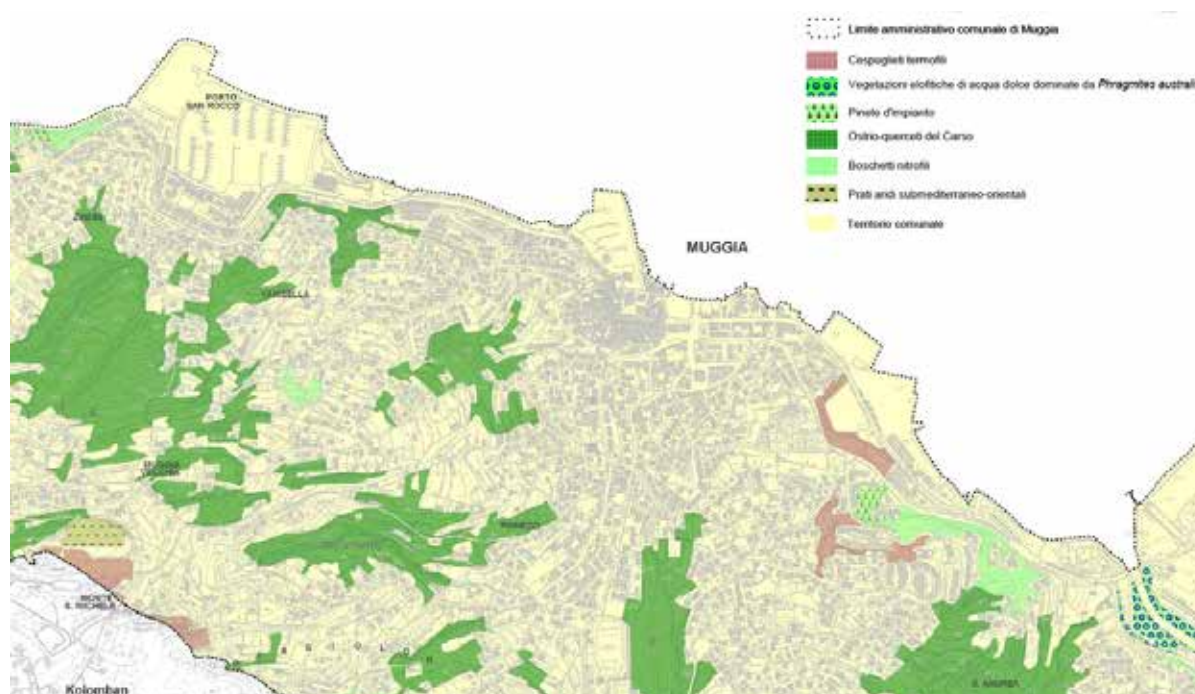 Limite amministrativo comunale di Muggia
Cespuglieti termofili
Vegetazioni elofitiche di acqua dolce dominate da Phragmites australi
Pineto d'impianto
Ostrio-querceti del Carso
Boschetti nitrofili
Prati aridi submediterraneo-orientali
Territorio comunale
PORTO
SAN ROCCO
MUGGIA
Kolomban